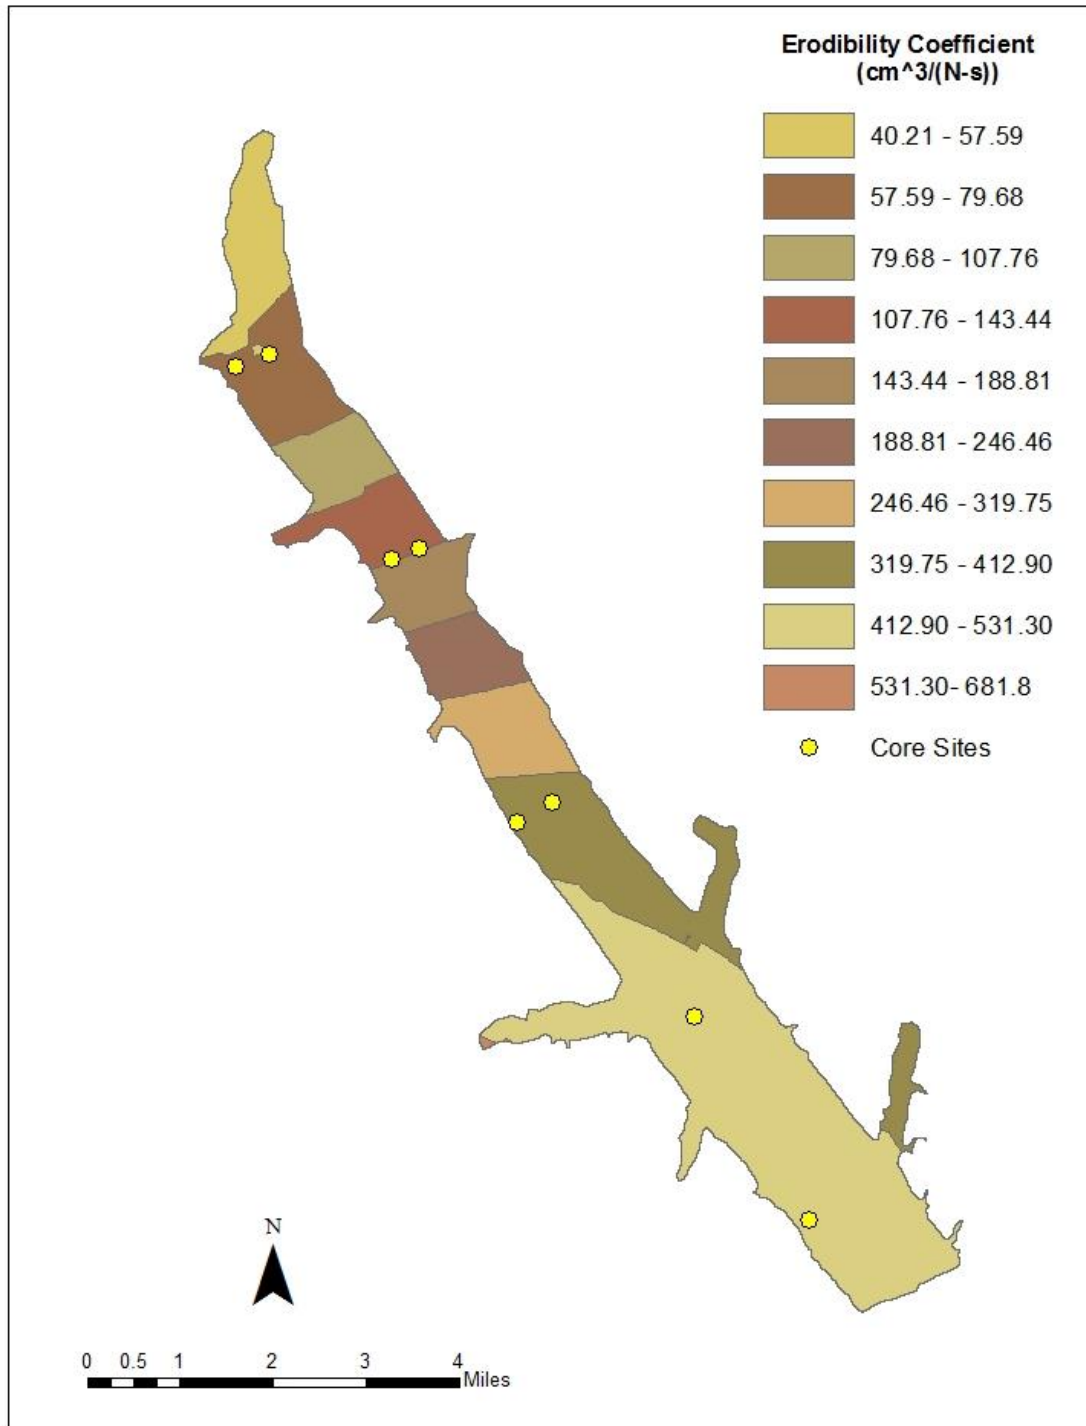 Erodibility Coefficient
(cm^3/(N-s))
40.21 - 57.59
57.59 - 79.68
79.68 - 107.76
107.76 - 143.44
143.44 - 188.81
188.81 - 246.46
246.46 - 319.75
319.75 - 412.90
412.90 - 531.30
531.30- 681.8
Core Sites
N
0 0.5 1 2 3 4
Miles